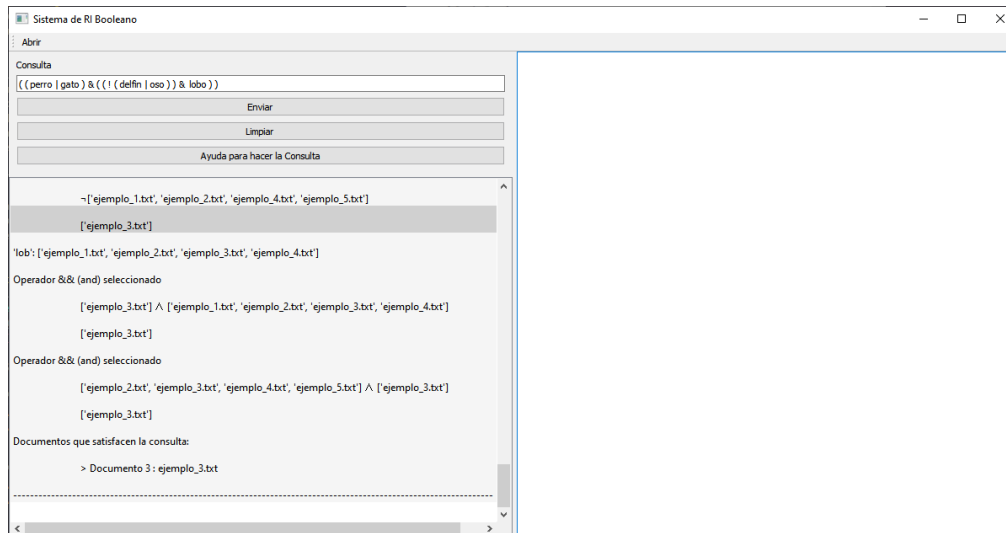 Sistema de RI Booleano
Abrir
Consulta
( ( perro | gato ) & ( ( ! ( delfin | oso ) ) & lobo ) )
Enviar
Limpiar
Ayuda para hacer la Consulta
¬['ejemplo_1.txt', 'ejemplo_2.txt', 'ejemplo_4.txt', 'ejemplo_5.txt']
['ejemplo_3.txt']
'lob': ['ejemplo_1.txt', 'ejemplo_2.txt', 'ejemplo_3.txt', 'ejemplo_4.txt']
Operador && (and) seleccionado
['ejemplo_3.txt'] ∧ ['ejemplo_1.txt', 'ejemplo_2.txt', 'ejemplo_3.txt', 'ejemplo_4.txt']
['ejemplo_3.txt']
Operador && (and) seleccionado
['ejemplo_2.txt', 'ejemplo_3.txt', 'ejemplo_4.txt', 'ejemplo_5.txt'] ∧ ['ejemplo_3.txt']
['ejemplo_3.txt']
Documentos que satisfacen la consulta:
> Documento 3 : ejemplo_3.txt
----------------------------------------------------------------------------------------------------